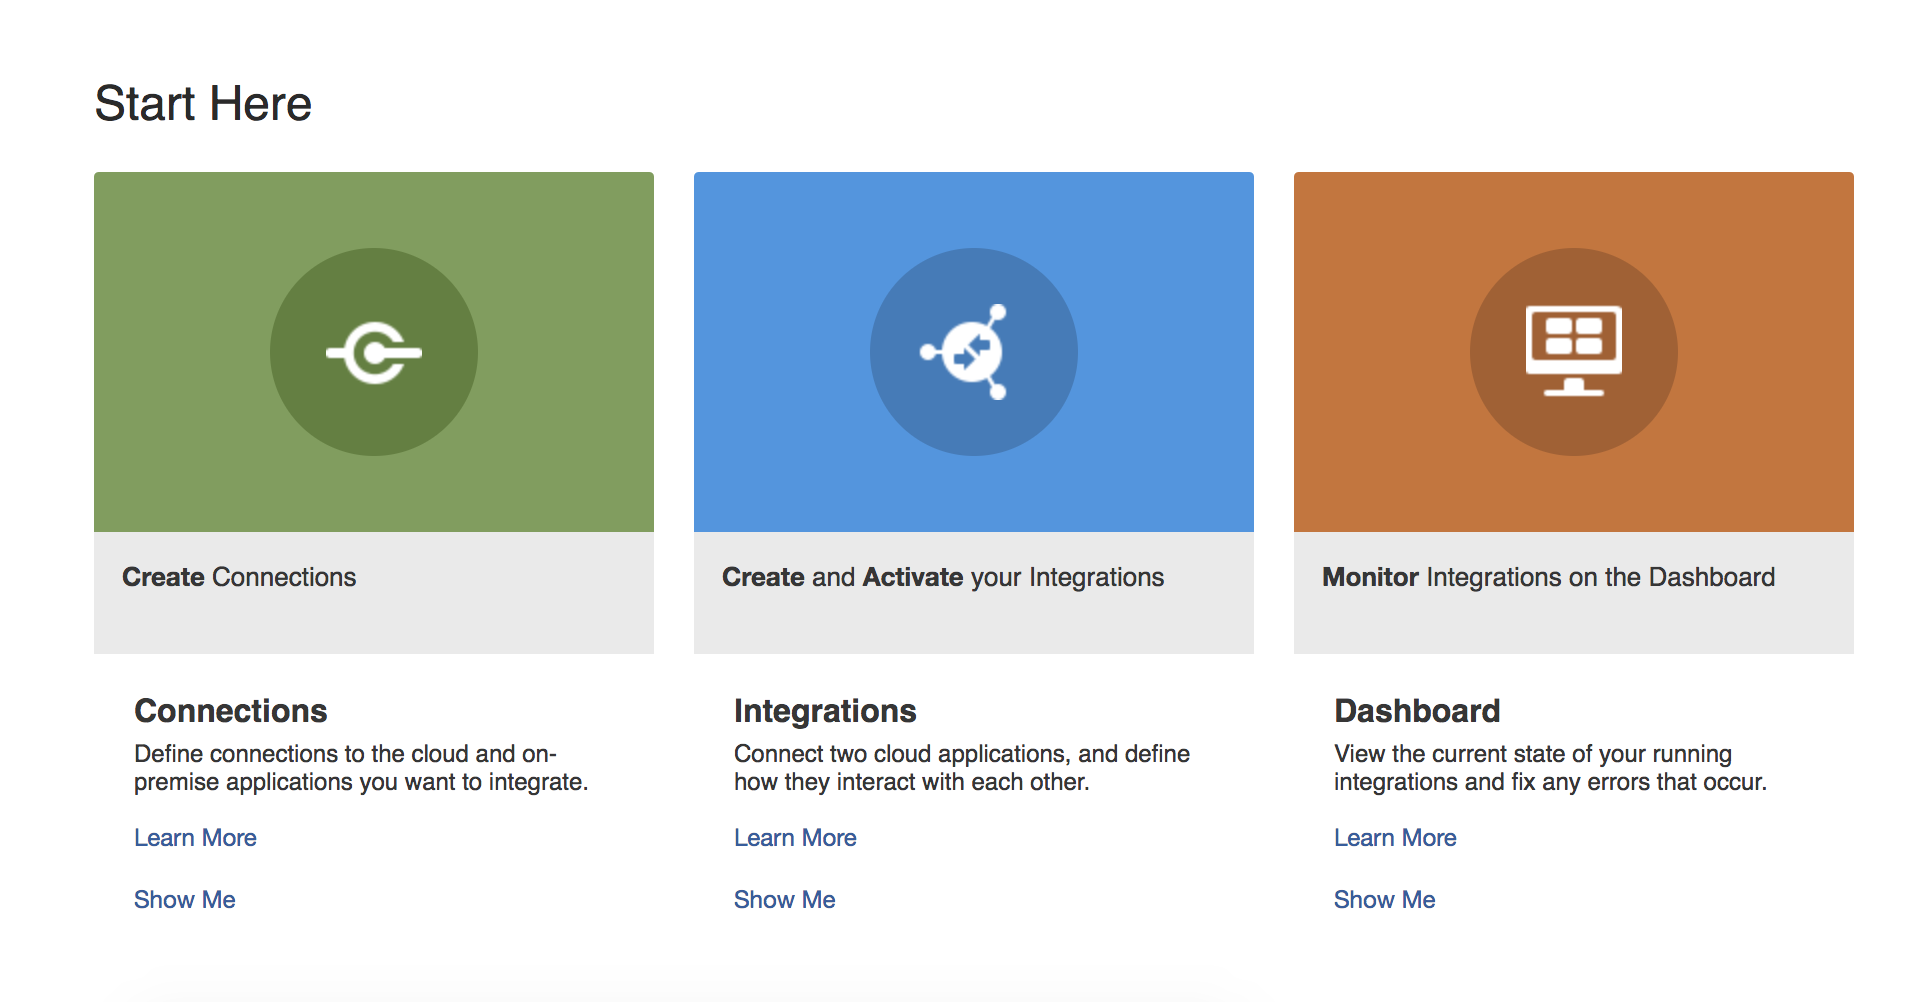 Start Here
Create Connections
Create and Activate your Integrations
Monitor Integrations on the Dashboard
Connections
Define connections to the cloud and on-
premise applications you want to integrate.
Learn More
Show Me
Integrations
Connect two cloud applications, and define
how they interact with each other.
Learn More
Show Me
Dashboard
View the current state of your running
integrations and fix any errors that occur.
Learn More
Show Me